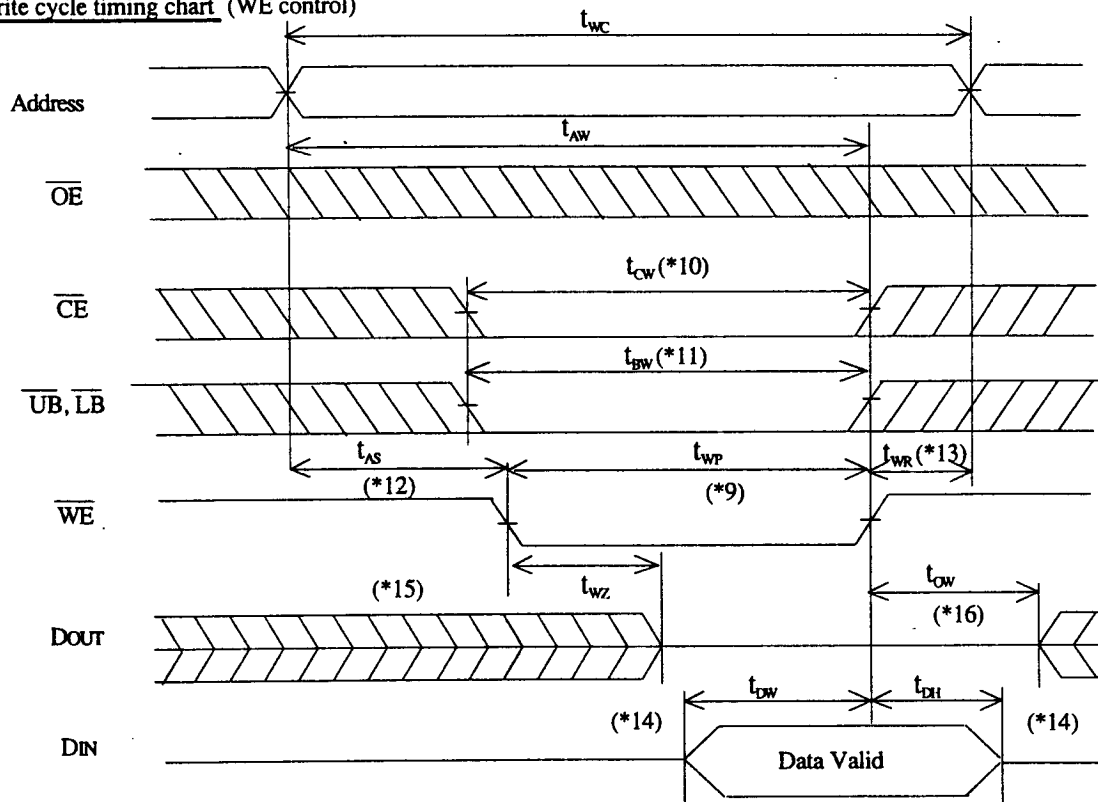 rite cycle timing chart (WE control)
tWC
Address
tAW
OE
tCW (*10)
CE
tBW (*11)
UB, LB
tAS
tWP
tWR (*13)
(*12)
(*9)
WE
tWZ
tOW
(*15)
(*16)
DOUT
tDW
tDH
(*14)
(*14)
DIN
Data Valid